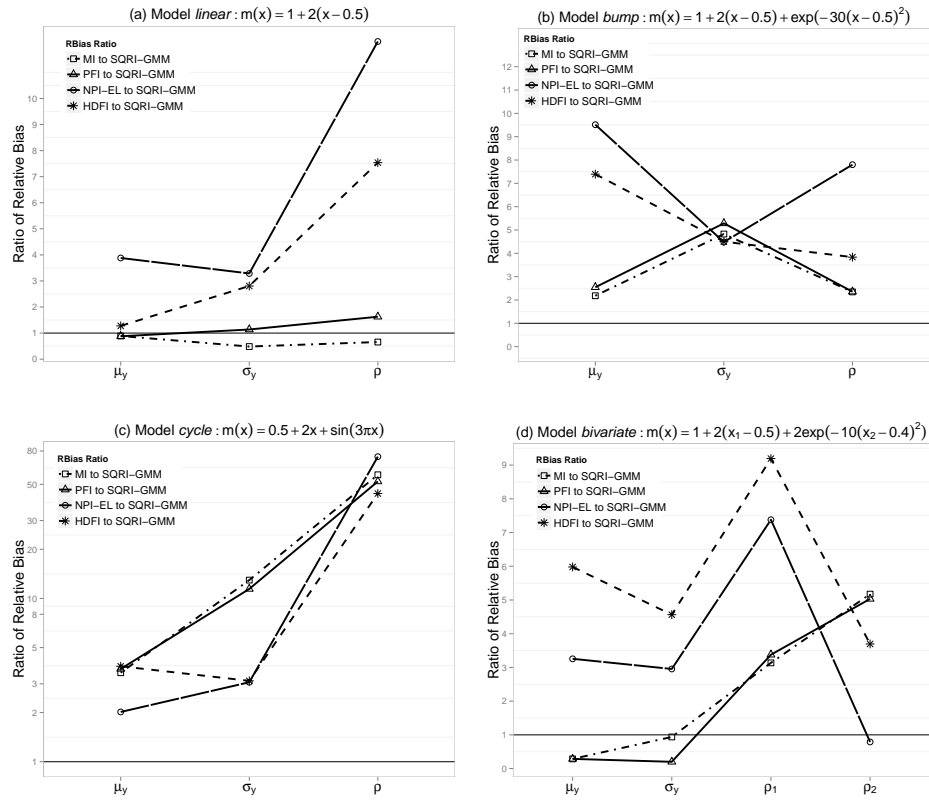 (a) Model linear : m(x) = 1 + 2(x − 0.5)
Ratio of Relative Bias
RBias Ratio
MI to SQRI−GMM
PFI to SQRI−GMM
NPI−EL to SQRI−GMM
HDFI to SQRI−GMM
10
8
7
6
5
4
3
2
1
0
μy
σy
ρ
(b) Model bump : m(x) = 1 + 2(x − 0.5) + exp(−30(x − 0.5)²)
Ratio of Relative Bias
RBias Ratio
MI to SQRI−GMM
PFI to SQRI−GMM
NPI−EL to SQRI−GMM
HDFI to SQRI−GMM
12
11
10
9
8
7
6
5
4
3
2
1
0
μy
σy
ρ
(c) Model cycle : m(x) = 0.5 + 2x + sin(3πx)
Ratio of Relative Bias
RBias Ratio
MI to SQRI−GMM
PFI to SQRI−GMM
NPI−EL to SQRI−GMM
HDFI to SQRI−GMM
80
50
30
20
10
8
5
3
2
1
μy
σy
ρ
(d) Model bivariate : m(x) = 1 + 2(x₁ − 0.5) + 2exp(−10(x₂ − 0.4)²)
Ratio of Relative Bias
RBias Ratio
MI to SQRI−GMM
PFI to SQRI−GMM
NPI−EL to SQRI−GMM
HDFI to SQRI−GMM
9
8
7
6
5
4
3
2
1
0
μy
σy
ρ₁
ρ₂